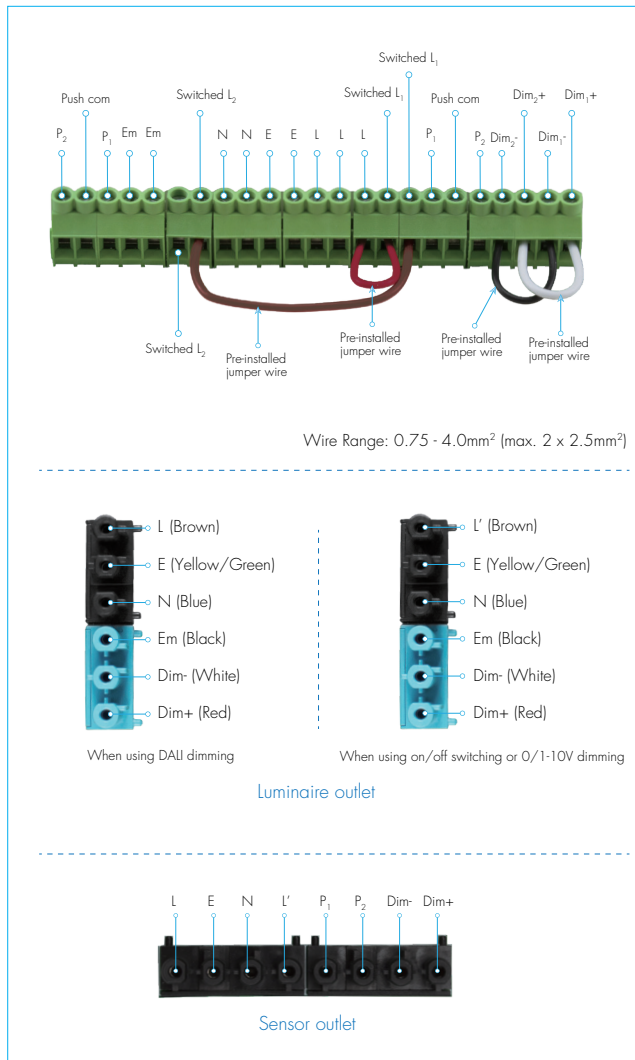 Switched L₁
Push com
Switched L₂
Switched L₁
Push com
Dim₂+
Dim₁+
P₂
P₁
Em
Em
N
N
E
E
L
L
L
P₁
P₂
Dim₂-
Dim₁-
Switched L₂
Pre-installed
jumper wire
Pre-installed
jumper wire
Pre-installed
jumper wire
Pre-installed
jumper wire
Wire Range: 0.75 - 4.0mm² (max. 2 x 2.5mm²)
L (Brown)
E (Yellow/Green)
N (Blue)
Em (Black)
Dim- (White)
Dim+ (Red)
When using DALI dimming
L’ (Brown)
E (Yellow/Green)
N (Blue)
Em (Black)
Dim- (White)
Dim+ (Red)
When using on/off switching or 0/1-10V dimming
Luminaire outlet
L
E
N
L’
P₁
P₂
Dim-
Dim+
Sensor outlet